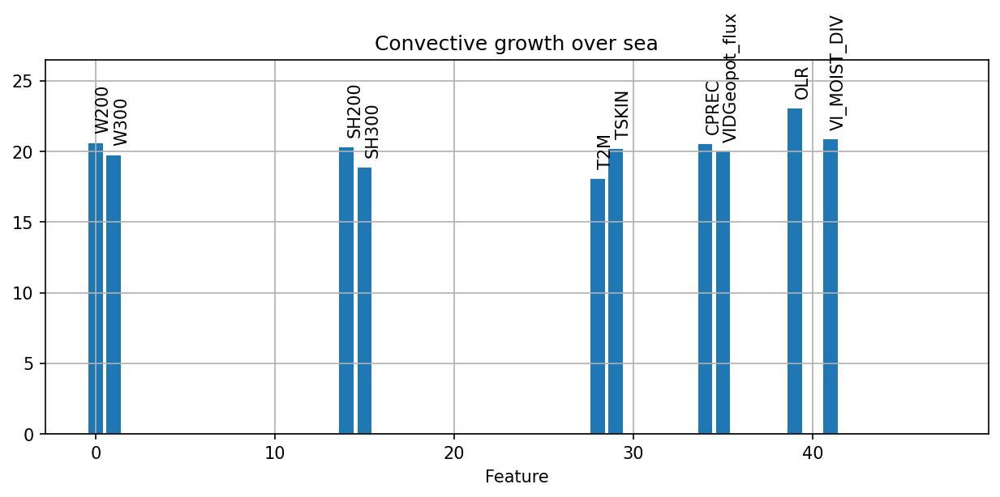 Convective growth over sea
25
20
15
10
5
0
W200
W300
SH200
SH300
T2M
TSKIN
CPREC
VIDGeopot_flux
OLR
VI_MOIST_DIV
0 10 20 30 40
Feature